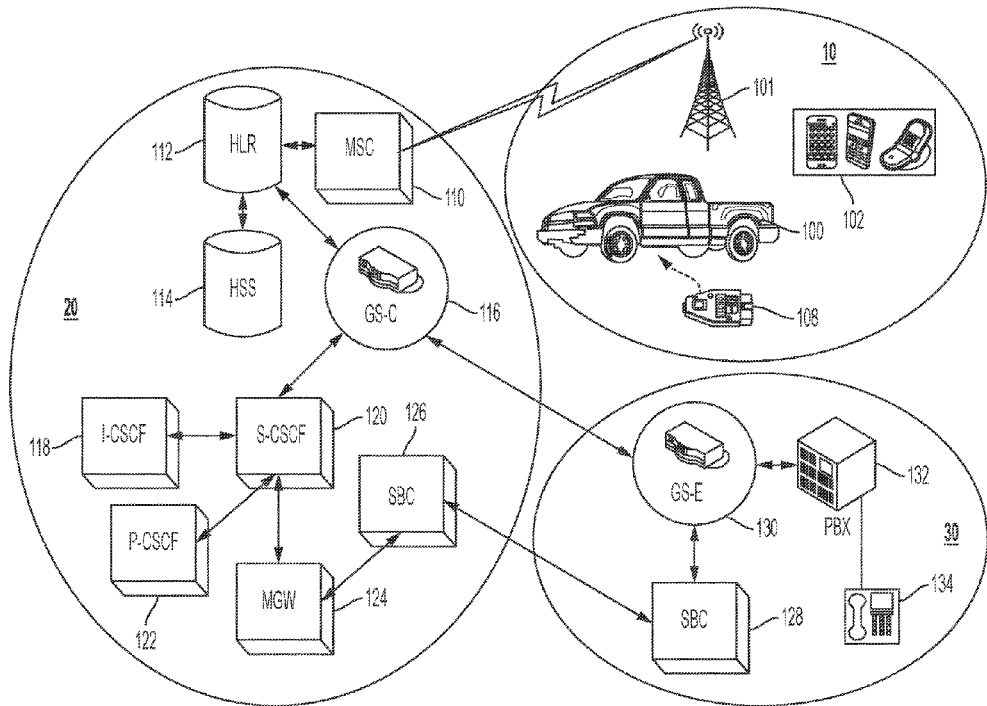 10
101
102
100
108
HLR
112
MSC
110
HSS
114
20
GS-C
116
I-CSCF
118
S-CSCF
120
126
SBC
P-CSCF
122
MGW
124
GS-E
130
132
PBX
30
SBC
128
134